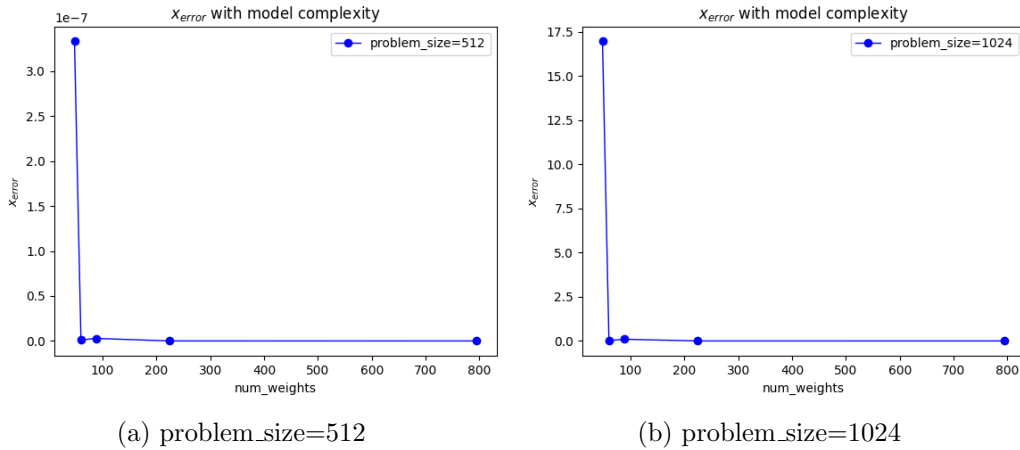 x_error with model complexity
1e−7
problem_size=512
3.0
2.5
2.0
1.5
1.0
0.5
0.0
x_error
100 200 300 400 500 600 700 800
num_weights
(a) problem_size=512
x_error with model complexity
problem_size=1024
17.5
15.0
12.5
10.0
7.5
5.0
2.5
0.0
x_error
100 200 300 400 500 600 700 800
num_weights
(b) problem_size=1024